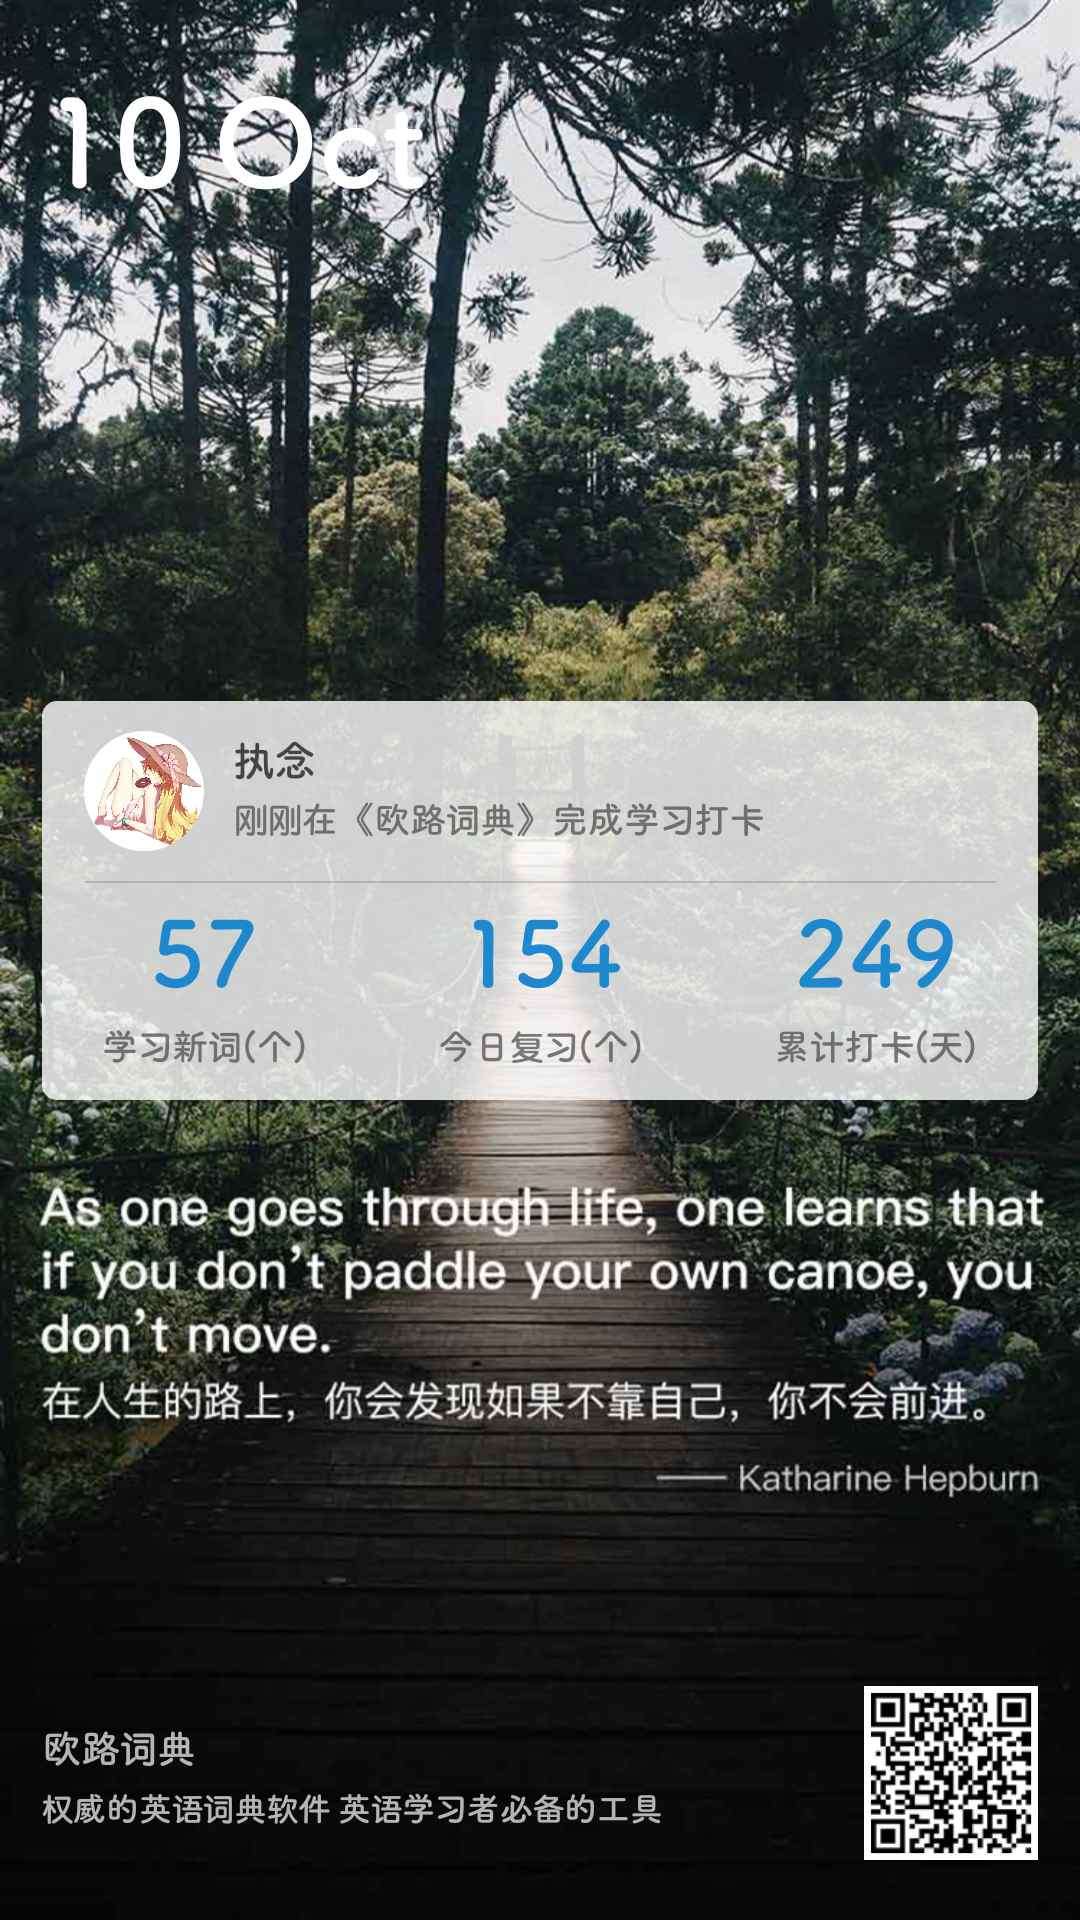 10 Oct
执念
刚刚在《欧路词典》完成学习打卡
57 154 249
学习新词(个) 今日复习(个) 累计打卡(天)
As one goes through life, one learns that
if you don’t paddle your own canoe, you
don’t move.
在人生的路上，你会发现如果不靠自己，你不会前进。
—— Katharine Hepburn
欧路词典
权威的英语词典软件 英语学习者必备的工具